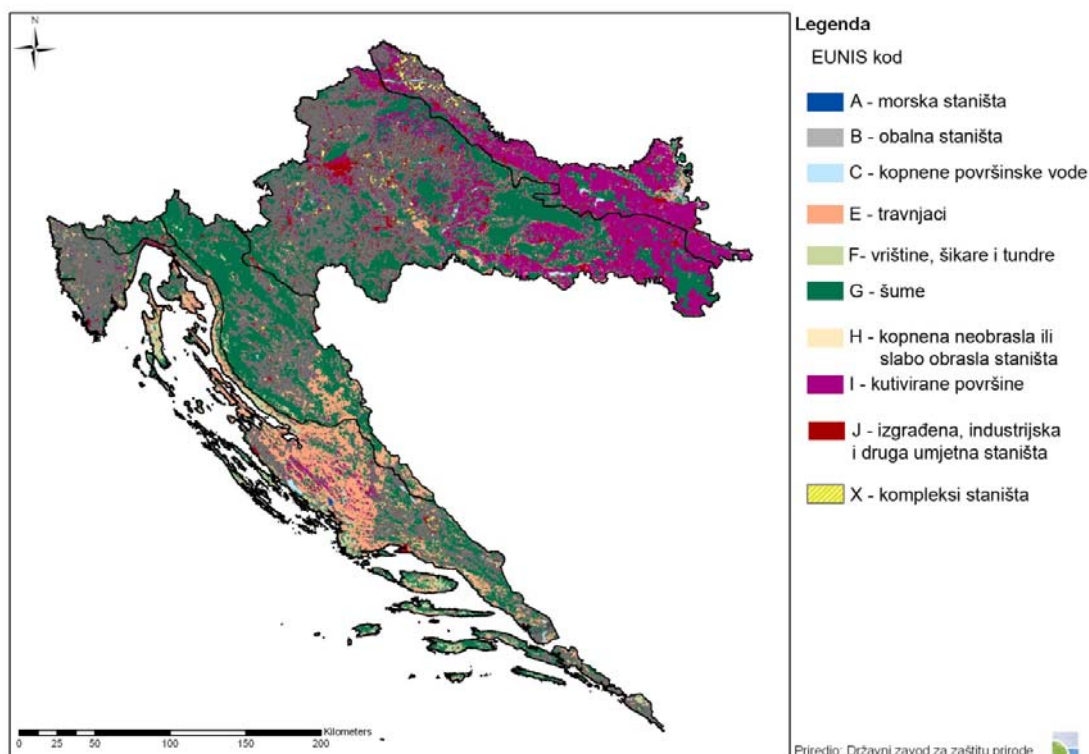 N
Legenda
EUNIS kod
A - morska staništa
B - obalna staništa
C - kopnene površinske vode
E - travnjaci
F- vrištine, šikare i tundre
G - šume
H - kopnena neobrasla ili
slabo obrasla staništa
I - kutivirane površine
J - izgrađena, industrijska
i druga umjetna staništa
X - kompleksi staništa
Kilometers
0 25 50 100 150 200
Priredio: Državni zavod za zaštitu prirode